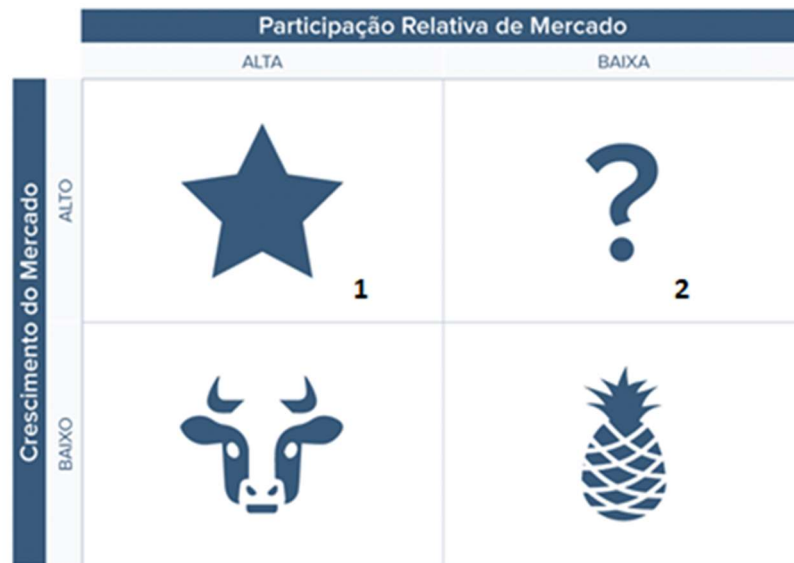 Participação Relativa de Mercado
ALTA BAIXA
Crescimento do Mercado
ALTO
?
1 2
BAIXO